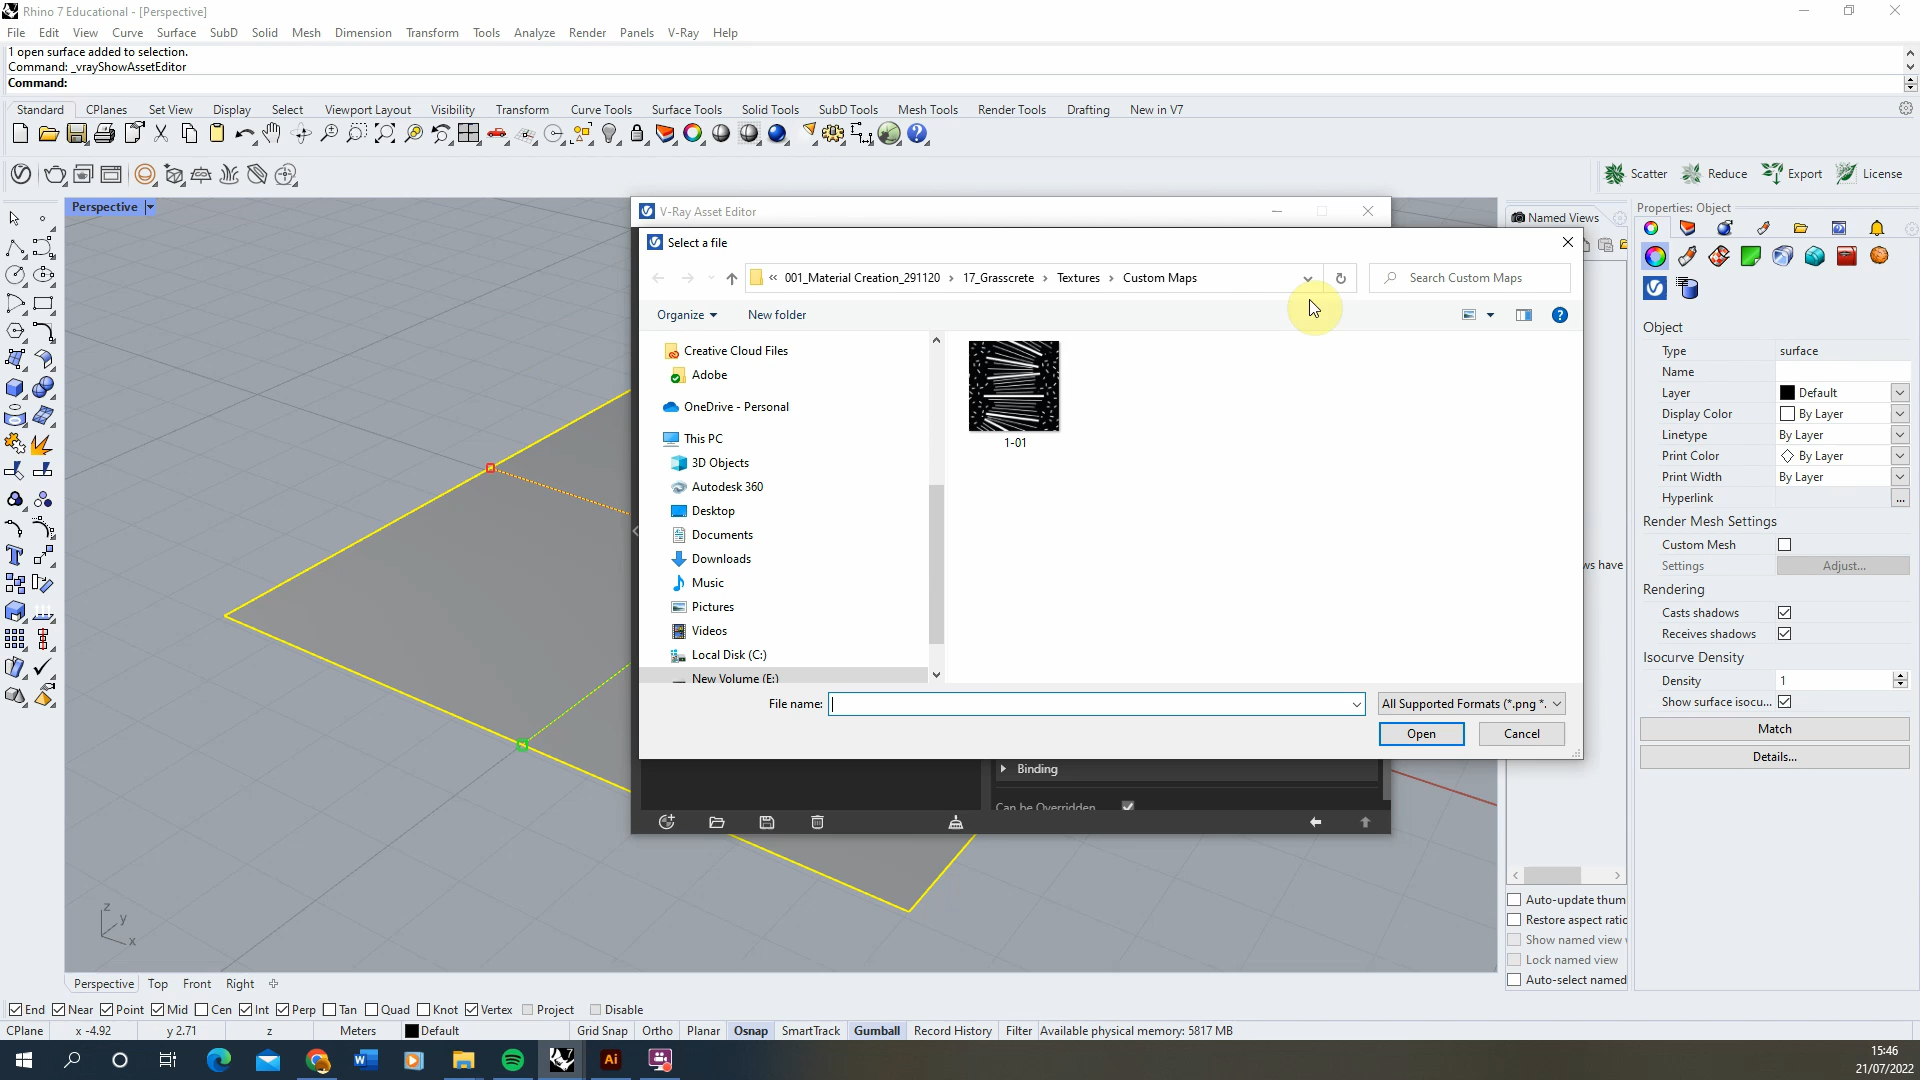 Rhino 7 Educational - [Perspective]
File Edit View Curve Surface SubD Solid Mesh Dimension Transform Tools Analyze Render Panels V-Ray Help
1 open surface added to selection.
Command: _vrayShowAssetEditor
Command:
Standard CPlanes Set View Display Select Viewport Layout Visibility Transform Curve Tools Surface Tools Solid Tools SubD Tools Mesh Tools Render Tools Drafting New in V7
Scatter Reduce Export License
Perspective
V-Ray Asset Editor
Named Views
Properties: Object
Select a file
« 001_Material Creation_291120 › 17_Grasscrete › Textures › Custom Maps
Search Custom Maps
Organize New folder
Creative Cloud Files
Adobe
OneDrive - Personal
This PC
3D Objects
Autodesk 360
Desktop
Documents
Downloads
Music
Pictures
Videos
Local Disk (C:)
New Volume (E:)
1-01
File name:
All Supported Formats (*.png *.
Open Cancel
Binding
Can be Overridden
Object
Type surface
Name
Layer Default
Display Color By Layer
Linetype By Layer
Print Color By Layer
Print Width By Layer
Hyperlink ...
Render Mesh Settings
Custom Mesh
Settings Adjust...
ws have
Rendering
Casts shadows
Receives shadows
Isocurve Density
Density 1
Show surface isocu...
Match
Details...
Auto-update thum
Restore aspect ratio
Show named view
Lock named view
Auto-select named
z
y
x
Perspective Top Front Right
End Near Point Mid Cen Int Perp Tan Quad Knot Vertex Project Disable
CPlane x -4.92 y 2.71 z Meters Default Grid Snap Ortho Planar Osnap SmartTrack Gumball Record History Filter Available physical memory: 5817 MB
15:46
21/07/2022